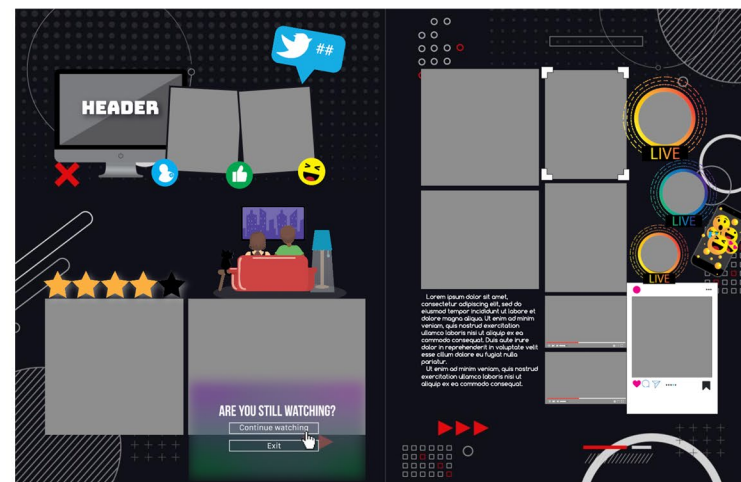 ##
HEADER
ARE YOU STILL WATCHING?
Continue watching
Exit
LIVE
LIVE
LIVE
Lorem ipsum dolor sit amet,
consectetur adipiscing elit, sed do
eiusmod tempor incididunt ut labore et
dolore magna aliqua. Ut enim ad minim
veniam, quis nostrud exercitation
ullamco laboris nisi ut aliquip ex ea
commodo consequat. Duis aute irure
dolor in reprehenderit in voluptate velit
esse cillum dolore eu fugiat nulla
pariatur.
Ut enim ad minim veniam, quis nostrud
exercitation ullamco laboris nisi ut
aliquip ex ea commodo consequat.